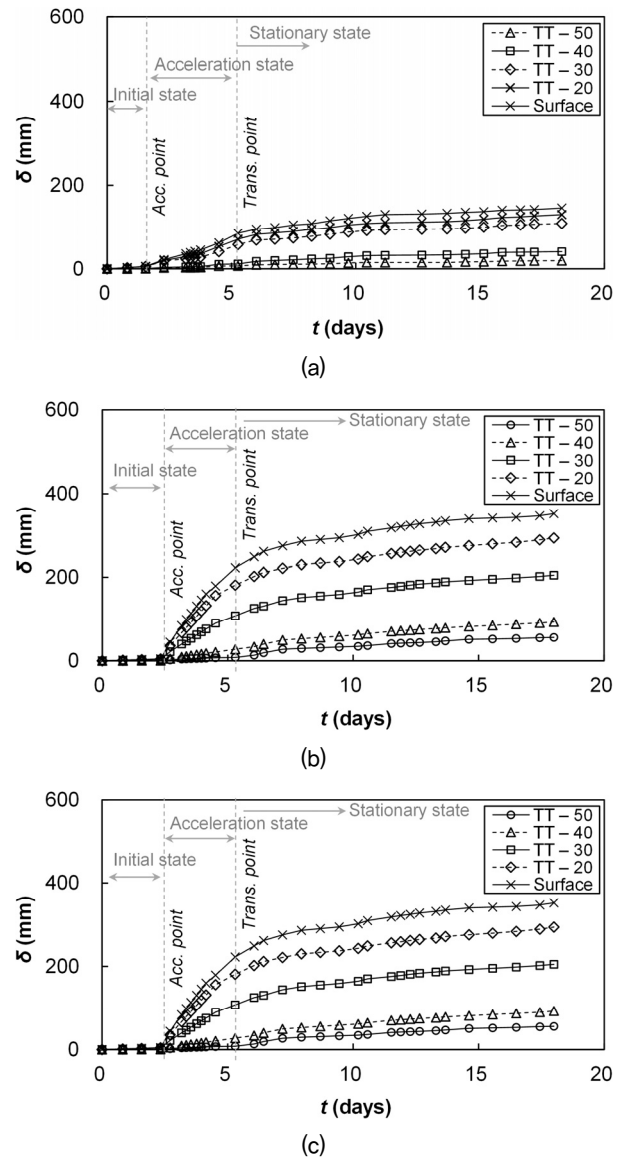 600
400
200
0
δ (mm)
Stationary state
Acceleration state
Initial state
Acc. point
Trans. point
TT – 50
TT – 40
TT – 30
TT – 20
Surface
0 5 10 15 20
t (days)
(a)
600
400
200
0
δ (mm)
Stationary state
Acceleration state
Initial state
Acc. point
Trans. point
TT – 50
TT – 40
TT – 30
TT – 20
Surface
0 5 10 15 20
t (days)
(b)
600
400
200
0
δ (mm)
Stationary state
Acceleration state
Initial state
Acc. point
Trans. point
TT – 50
TT – 40
TT – 30
TT – 20
Surface
0 5 10 15 20
t (days)
(c)